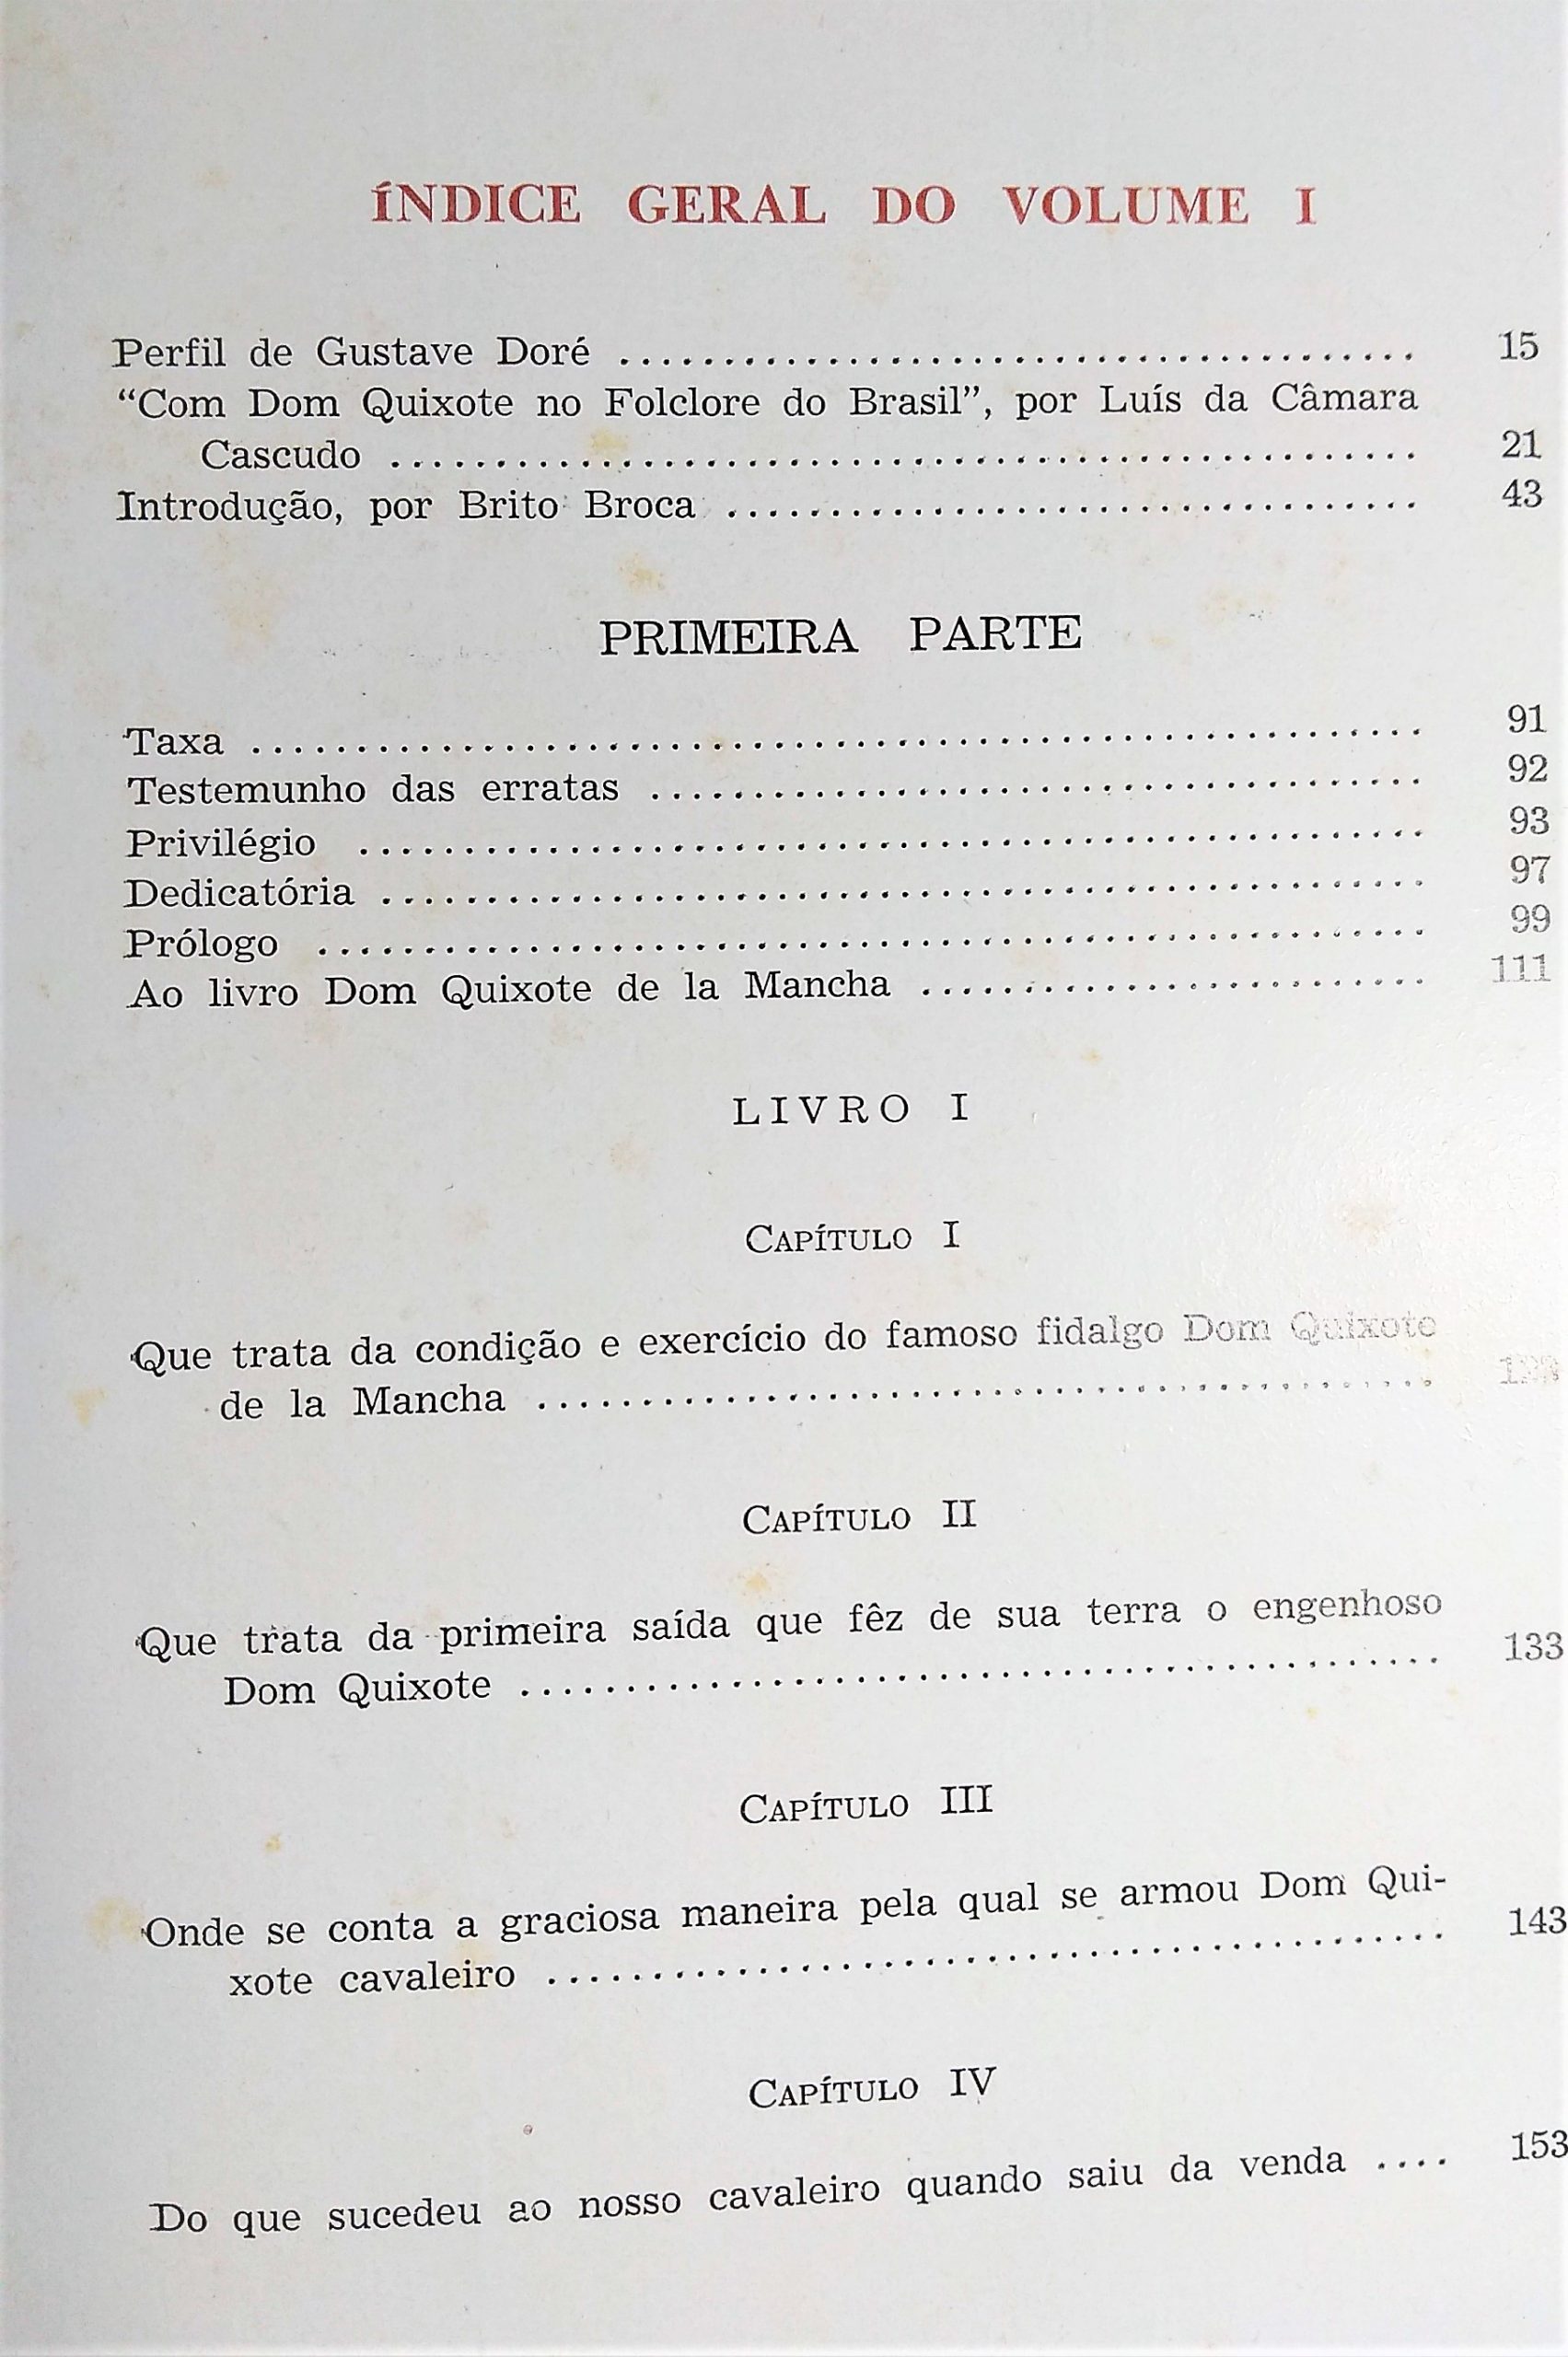 ÍNDICE GERAL DO VOLUME I
Perfil de Gustave Doré ...................................... 15
“Com Dom Quixote no Folclore do Brasil”, por Luís da Câmara
Cascudo ................................................. 21
Introdução, por Brito Broca ................................. 43
PRIMEIRA PARTE
Taxa ........................................................ 91
Testemunho das erratas ..................................... 92
Privilégio ................................................... 93
Dedicatória .................................................. 97
Prólogo ..................................................... 99
Ao livro Dom Quixote de la Mancha ......................... 111
LIVRO I
CAPÍTULO I
Que trata da condição e exercício do famoso fidalgo Dom Quixote
de la Mancha ...........................................
CAPÍTULO II
Que trata da primeira saída que fêz de sua terra o engenhoso
Dom Quixote ............................................ 133
CAPÍTULO III
Onde se conta a graciosa maneira pela qual se armou Dom Qui-
xote cavaleiro ........................................... 143
CAPÍTULO IV
Do que sucedeu ao nosso cavaleiro quando saiu da venda .... 153